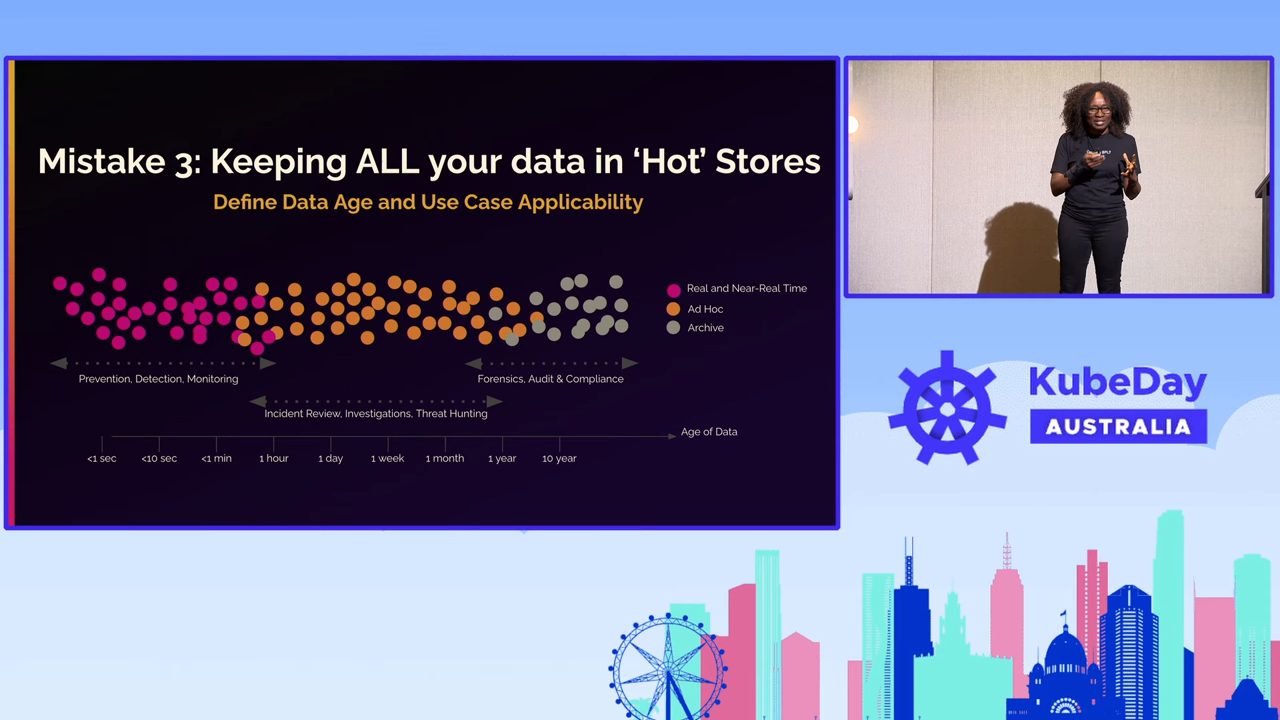 Mistake 3: Keeping ALL your data in ‘Hot’ Stores
Define Data Age and Use Case Applicability
Real and Near-Real Time
Ad Hoc
Archive
Prevention, Detection, Monitoring
Forensics, Audit & Compliance
Incident Review, Investigations, Threat Hunting
Age of Data
<1 sec
<10 sec
<1 min
1 hour
1 day
1 week
1 month
1 year
10 year
KubeDay
AUSTRALIA